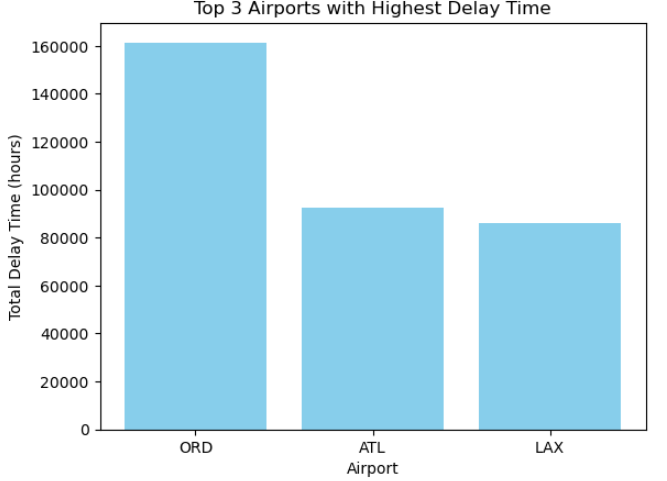 Top 3 Airports with Highest Delay Time
Total Delay Time (hours)
160000
140000
120000
100000
80000
60000
40000
20000
0
ORD ATL LAX
Airport